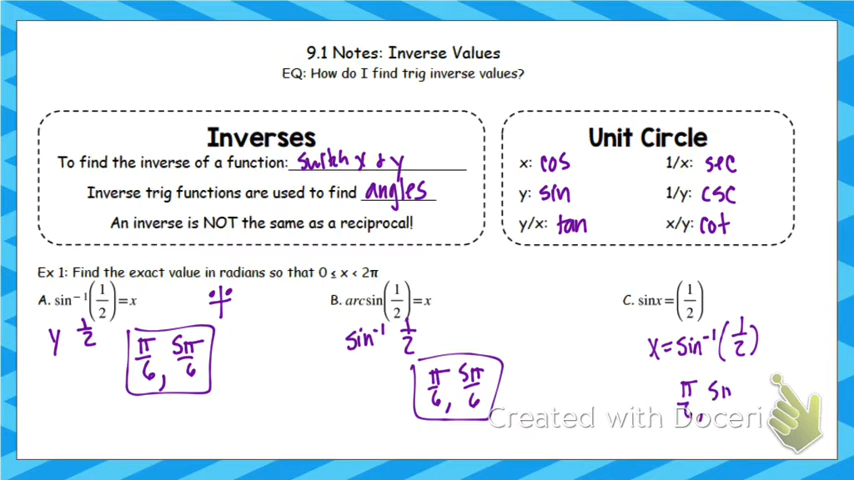 9.1 Notes: Inverse Values
EQ: How do I find trig inverse values?
Inverses
To find the inverse of a function: switch x & y
Inverse trig functions are used to find angles
An inverse is NOT the same as a reciprocal!
Unit Circle
x: cos 1/x: sec
y: sin 1/y: csc
y/x: tan x/y: cot
Ex 1: Find the exact value in radians so that 0 ≤ x < 2π
A. sin⁻¹(1/2)=x
y 1/2
π/6, 5π/6
B. arcsin(1/2)=x
sin⁻¹ 1/2
π/6, 5π/6
C. sinx=(1/2)
x=sin⁻¹(1/2)
π/6, 5π
Created with Doceri